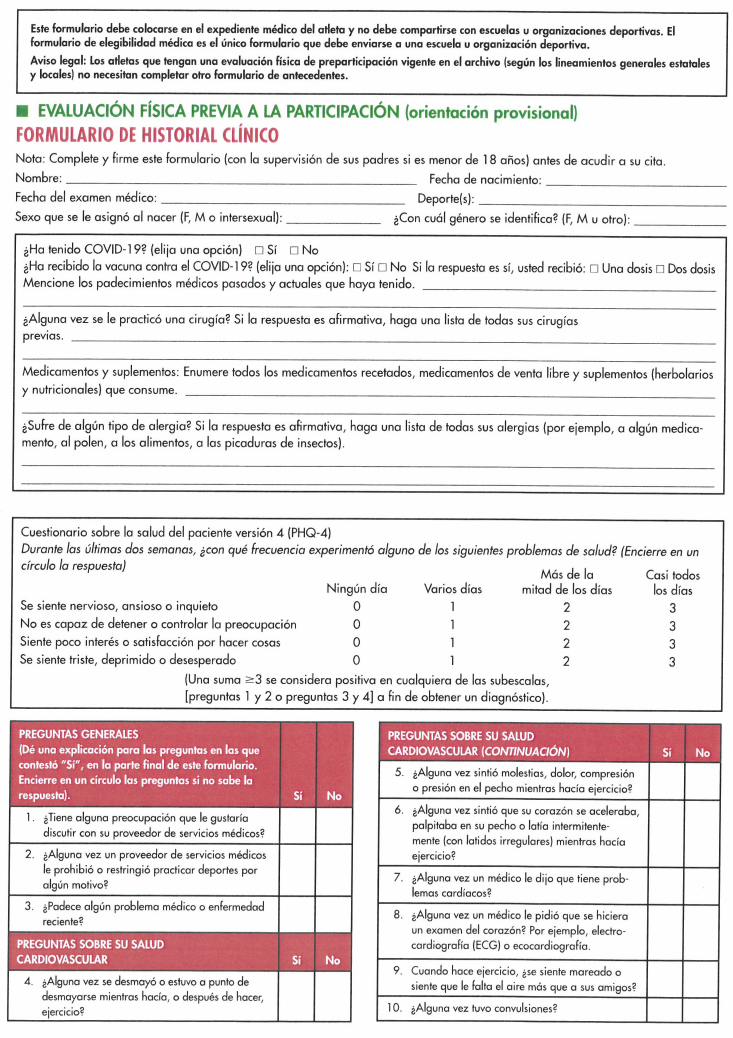 Este formulario debe colocarse en el expediente médico del atleta y no debe compartirse con escuelas u organizaciones deportivas. El
formulario de elegibilidad médica es el único formulario que debe enviarse a una escuela u organización deportiva.
Aviso legal: Los atletas que tengan una evaluación física de preparticipación vigente en el archivo (según los lineamientos generales estatales
y locales) no necesitan completar otro formulario de antecedentes.
■ EVALUACIÓN FÍSICA PREVIA A LA PARTICIPACIÓN (orientación provisional)
FORMULARIO DE HISTORIAL CLÍNICO
Nota: Complete y firme este formulario (con la supervisión de sus padres si es menor de 18 años) antes de acudir a su cita.
Nombre: ____ Fecha de nacimiento: ____
Fecha del examen médico: ____ Deporte(s): ____
Sexo que se le asignó al nacer (F, M o intersexual): ____ ¿Con cuál género se identifica? (F, M u otro): ____
¿Ha tenido COVID-19? (elija una opción) □ Sí □ No
¿Ha recibido la vacuna contra el COVID-19? (elija una opción): □ Sí □ No Si la respuesta es sí, usted recibió: □ Una dosis □ Dos dosis
Mencione los padecimientos médicos pasados y actuales que haya tenido. ____
¿Alguna vez se le practicó una cirugía? Si la respuesta es afirmativa, haga una lista de todas sus cirugías
previas. ____
Medicamentos y suplementos: Enumere todos los medicamentos recetados, medicamentos de venta libre y suplementos (herbolarios
y nutricionales) que consume. ____
¿Sufre de algún tipo de alergia? Si la respuesta es afirmativa, haga una lista de todas sus alergias (por ejemplo, a algún medica-
mento, al polen, a los alimentos, a las picaduras de insectos).
Cuestionario sobre la salud del paciente versión 4 (PHQ-4)
Durante las últimas dos semanas, ¿con qué frecuencia experimentó alguno de los siguientes problemas de salud? (Encierre en un
círculo la respuesta)
Ningún día Varios días Más de la mitad de los días Casi todos los días
Se siente nervioso, ansioso o inquieto 0 1 2 3
No es capaz de detener o controlar la preocupación 0 1 2 3
Siente poco interés o satisfacción por hacer cosas 0 1 2 3
Se siente triste, deprimido o desesperado 0 1 2 3
(Una suma ≥3 se considera positiva en cualquiera de las subescalas,
[preguntas 1 y 2 o preguntas 3 y 4] a fin de obtener un diagnóstico).
PREGUNTAS GENERALES
(Dé una explicación para las preguntas en las que
contestó "Sí", en la parte final de este formulario.
Encierre en un círculo las preguntas si no sabe la
respuesta). Sí No
1. ¿Tiene alguna preocupación que le gustaría
discutir con su proveedor de servicios médicos?
2. ¿Alguna vez un proveedor de servicios médicos
le prohibió o restringió practicar deportes por
algún motivo?
3. ¿Padece algún problema médico o enfermedad
reciente?
PREGUNTAS SOBRE SU SALUD
CARDIOVASCULAR Sí No
4. ¿Alguna vez se desmayó o estuvo a punto de
desmayarse mientras hacía, o después de hacer,
ejercicio?
PREGUNTAS SOBRE SU SALUD
CARDIOVASCULAR (CONTINUACIÓN) Sí No
5. ¿Alguna vez sintió molestias, dolor, compresión
o presión en el pecho mientras hacía ejercicio?
6. ¿Alguna vez sintió que su corazón se aceleraba,
palpitaba en su pecho o latía intermitente-
mente (con latidos irregulares) mientras hacía
ejercicio?
7. ¿Alguna vez un médico le dijo que tiene prob-
lemas cardíacos?
8. ¿Alguna vez un médico le pidió que se hiciera
un examen del corazón? Por ejemplo, electro-
cardiografía (ECG) o ecocardiografía.
9. Cuando hace ejercicio, ¿se siente mareado o
siente que le falta el aire más que a sus amigos?
10. ¿Alguna vez tuvo convulsiones?